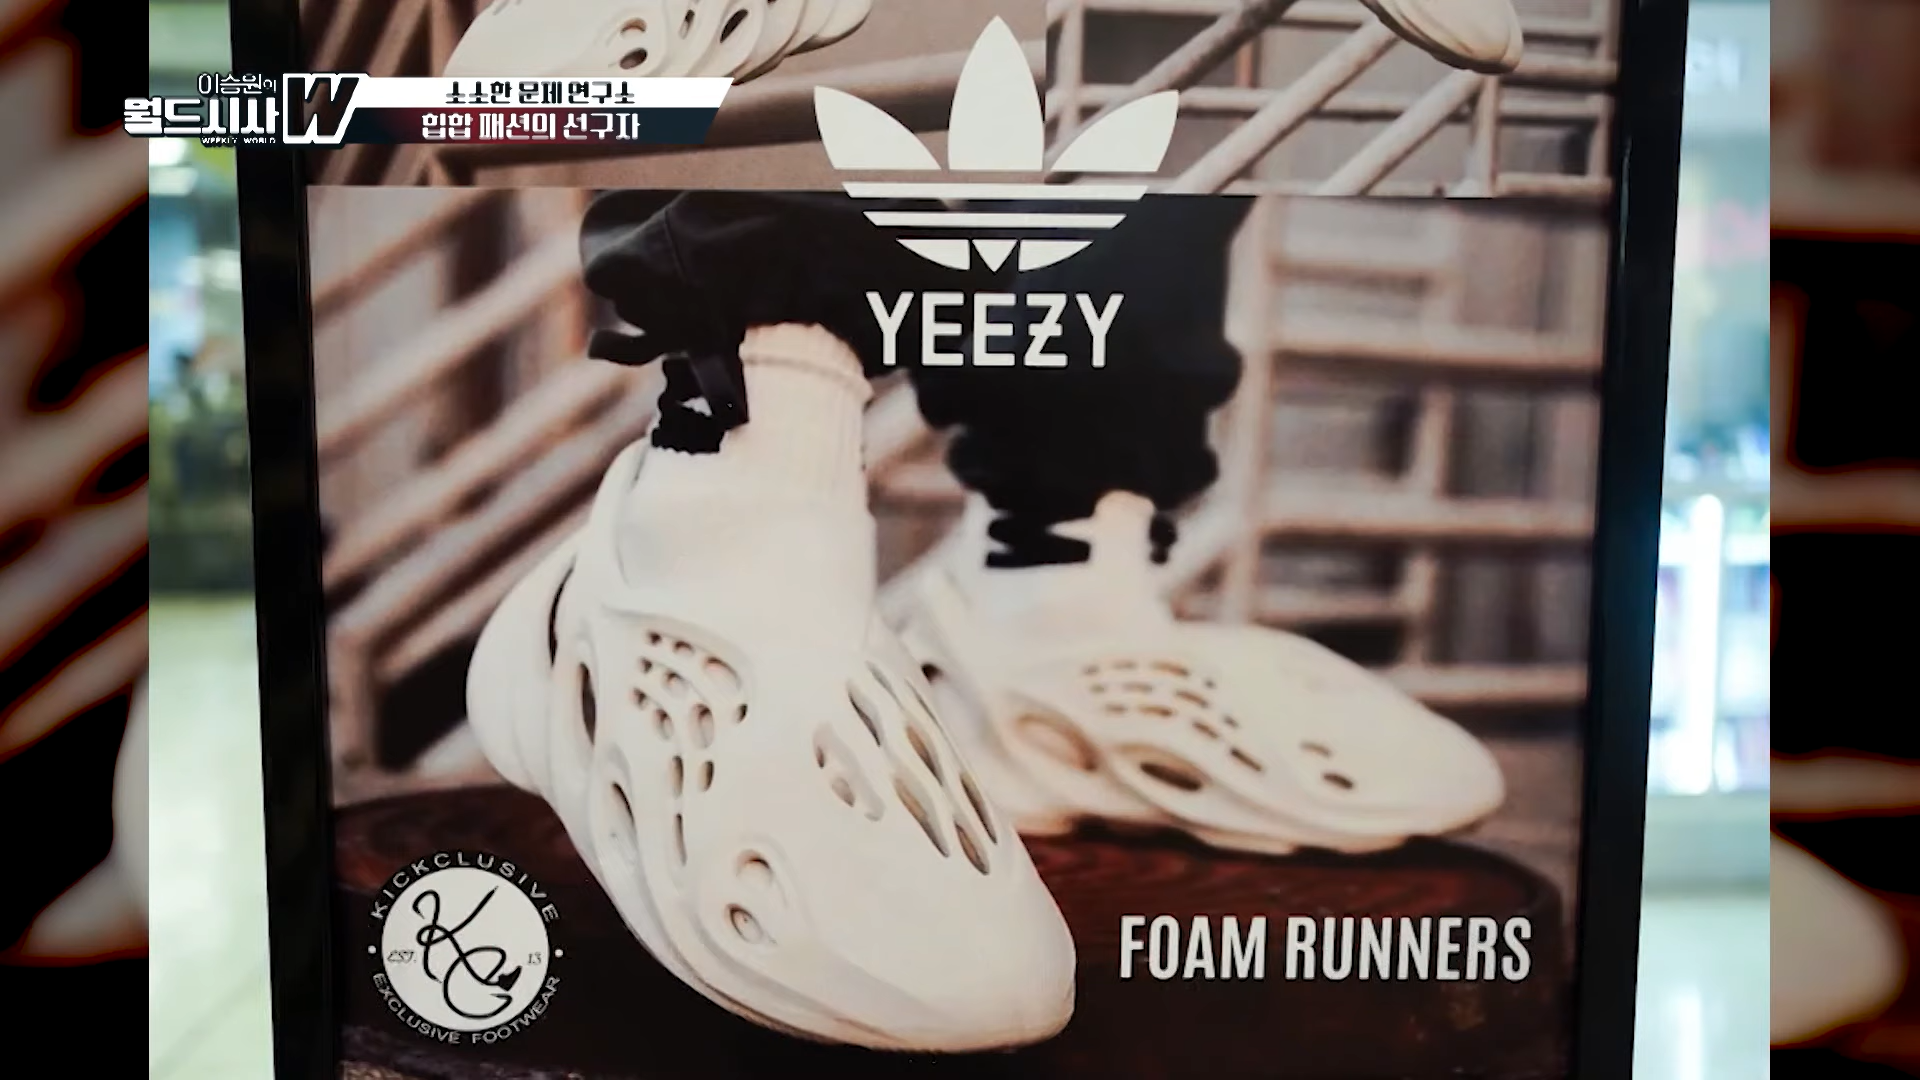 이승원의
월드시사 W
WEEKLY WORLD
소소한 문제 연구소
힙합 패션의 선구자
YEEZY
FOAM RUNNERS
KICKCLUSIVE
EST. 13
EXCLUSIVE FOOTWEAR